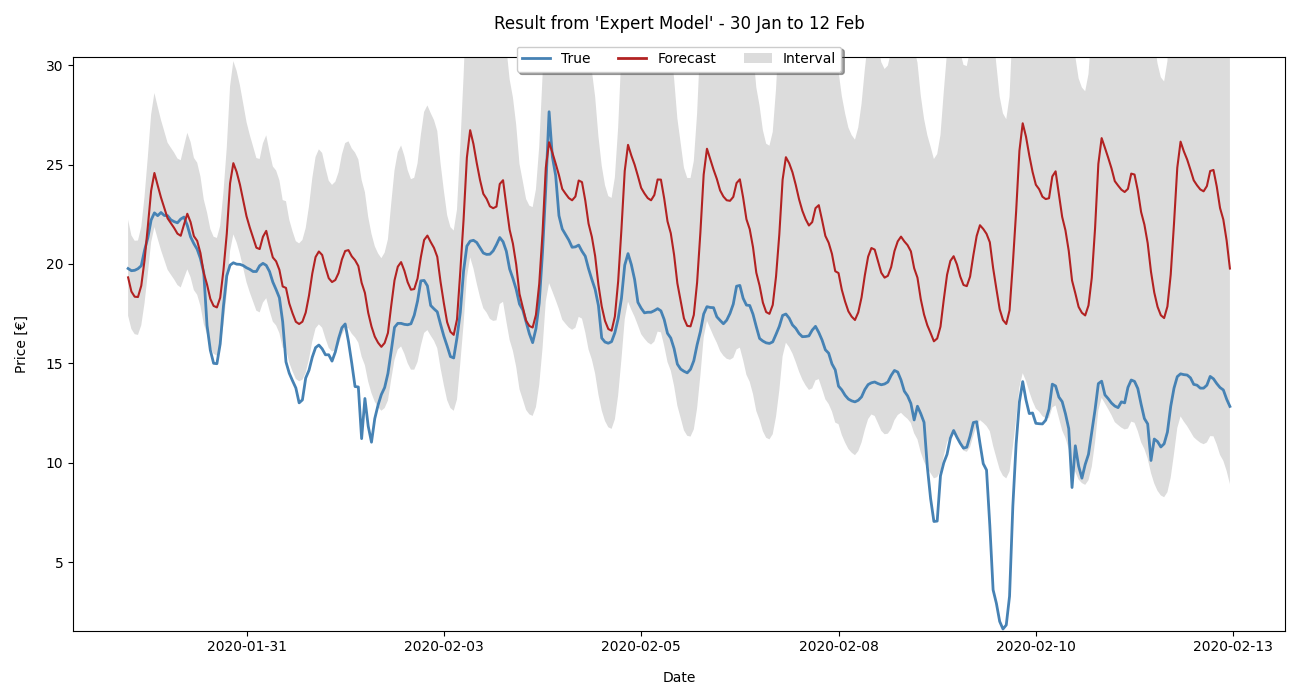 Result from 'Expert Model' - 30 Jan to 12 Feb
True Forecast Interval
30
25
20
15
10
5
Price [€]
2020-01-31 2020-02-03 2020-02-05 2020-02-08 2020-02-10 2020-02-13
Date